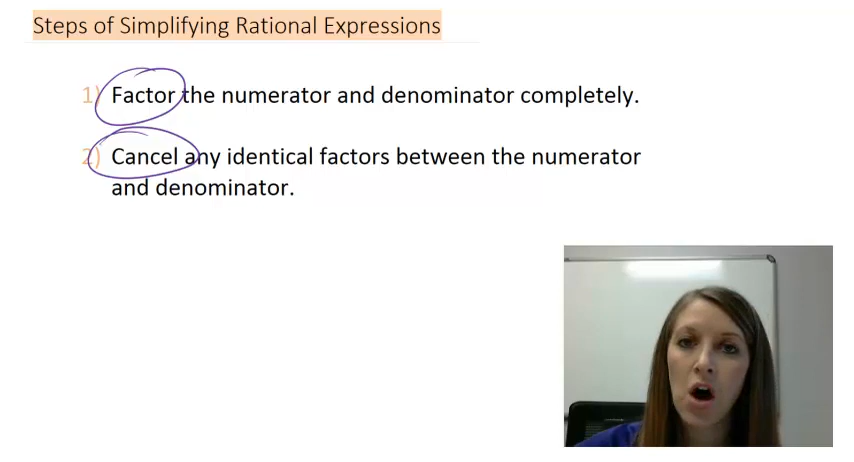 Steps of Simplifying Rational Expressions
1) Factor the numerator and denominator completely.
2) Cancel any identical factors between the numerator
and denominator.